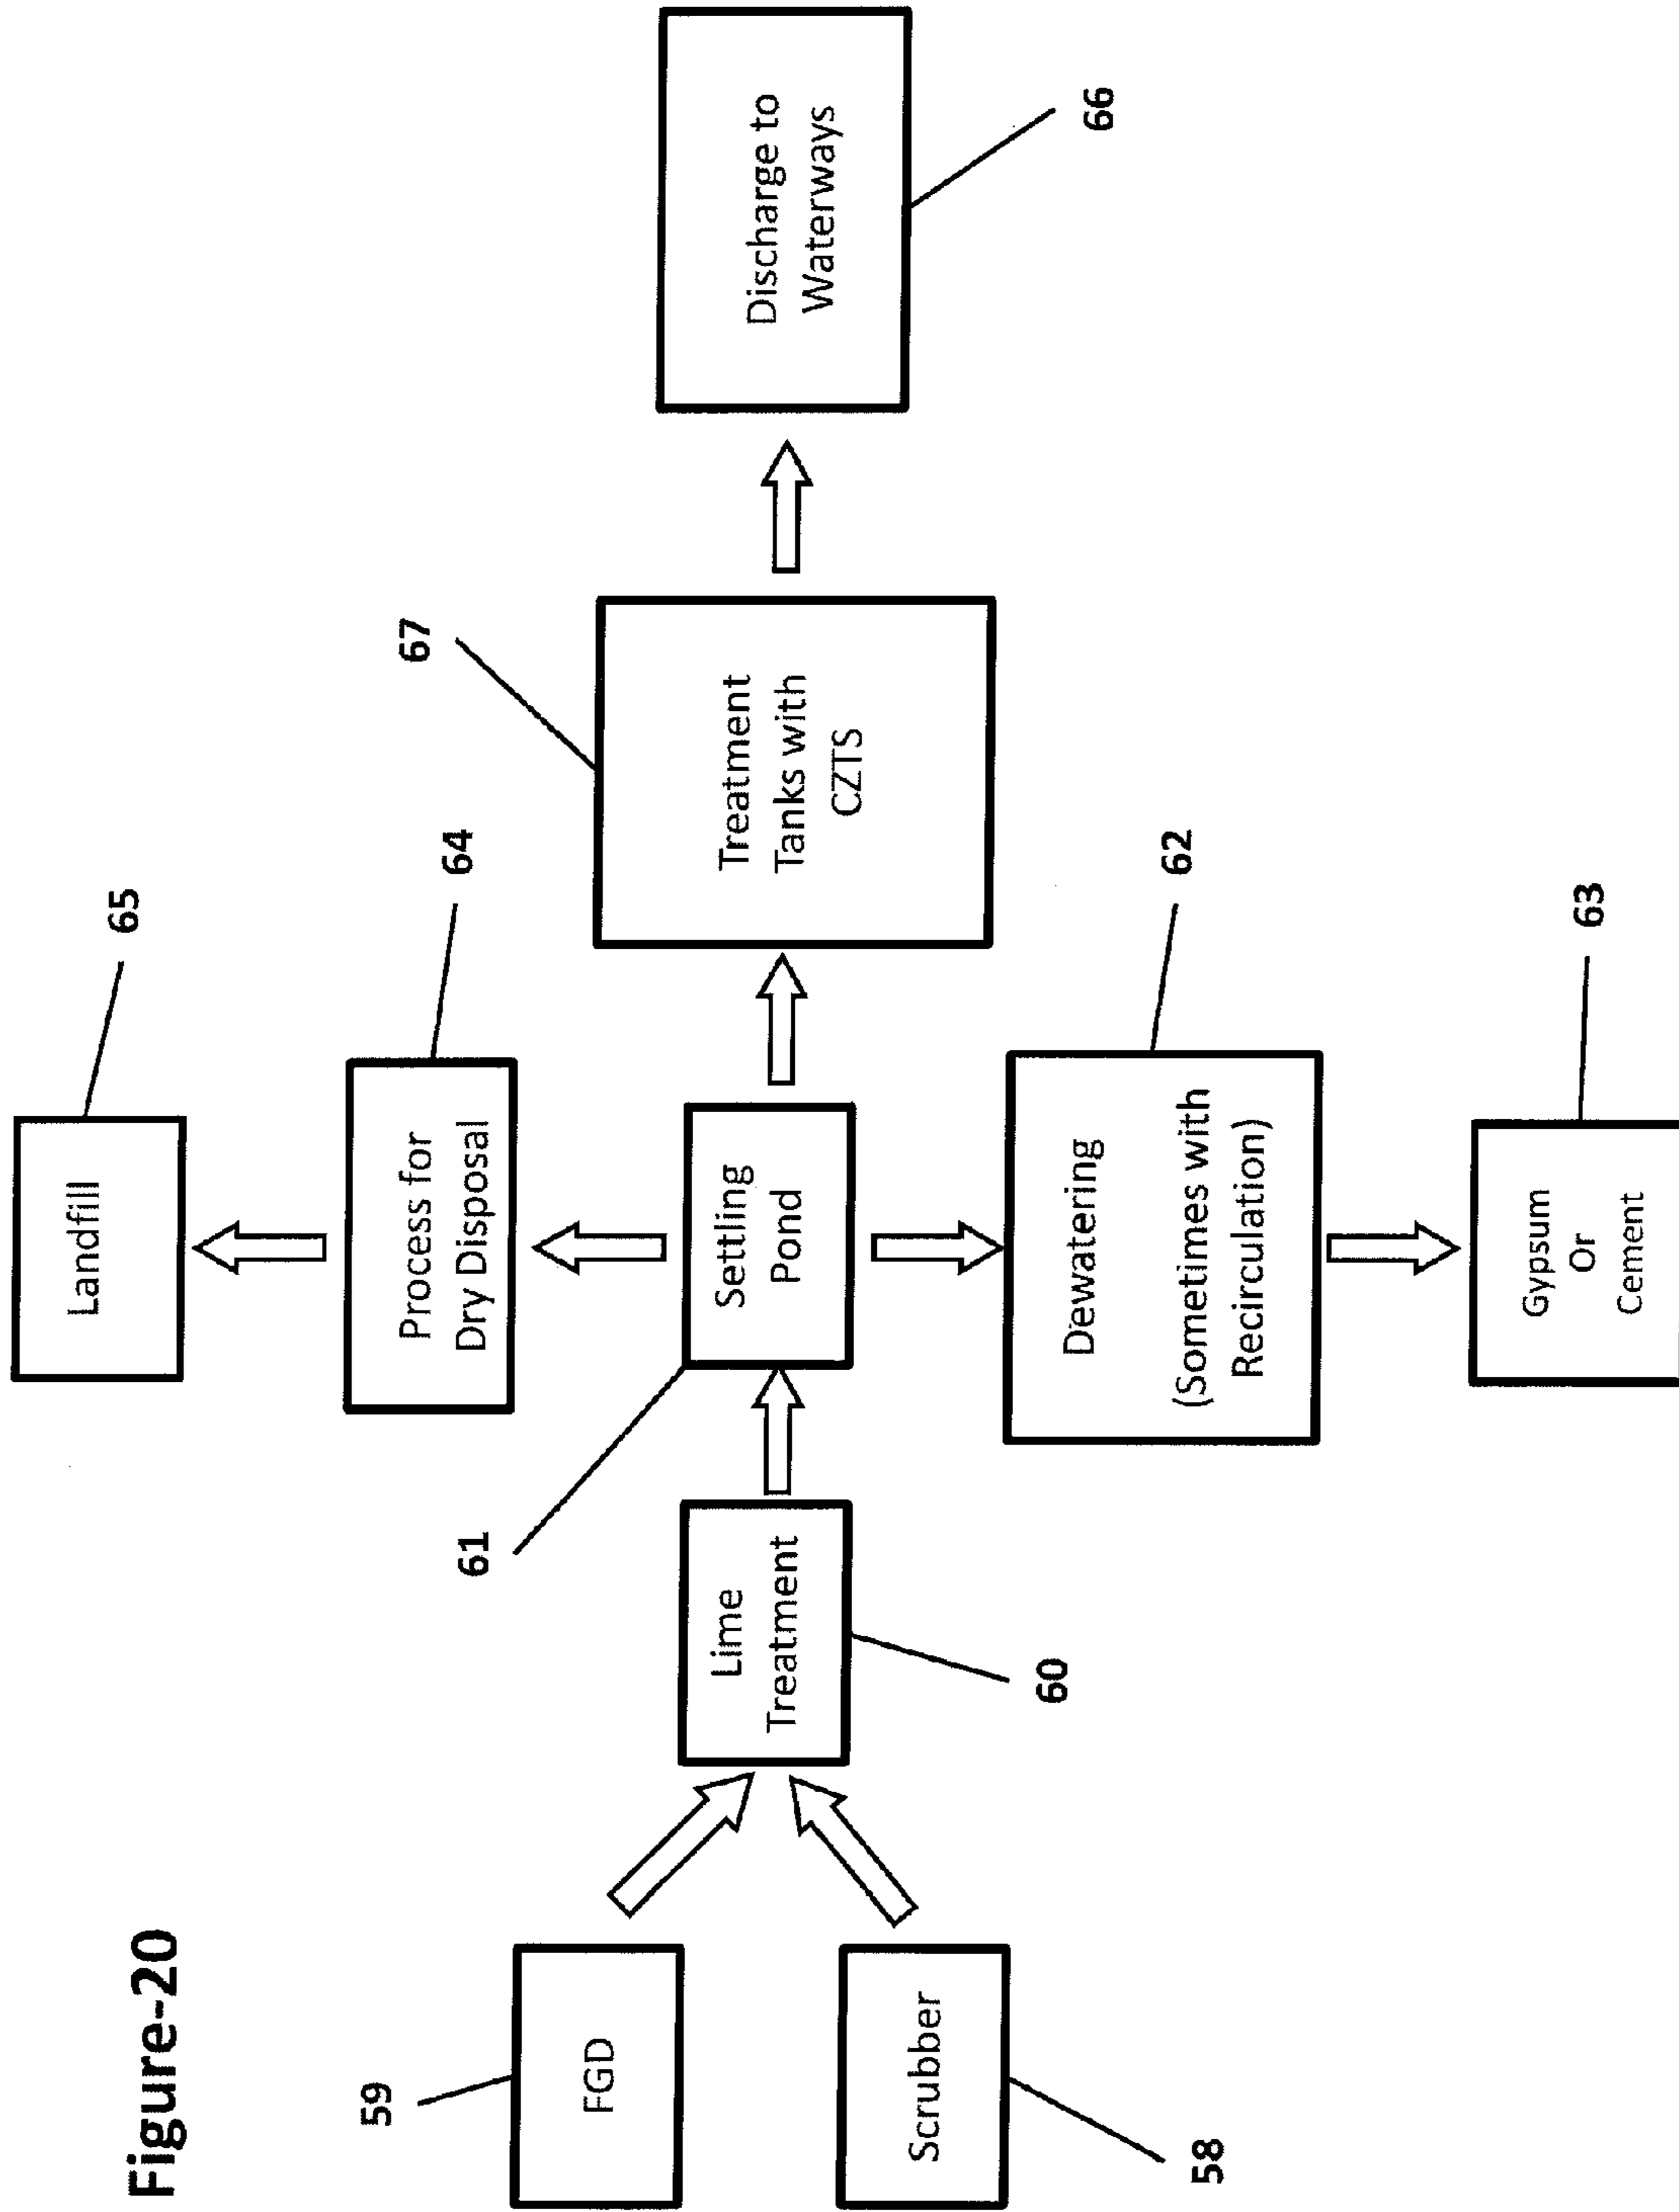 Figure-20
59
FGD
Scrubber
58
Lime
Treatment
60
61
Settling
Pond
65
Landfill
64
Process for
Dry Disposal
Dewatering
(Sometimes with
Recirculation)
62
Gypsum
Or
Cement
63
67
Treatment
Tanks with
CZTS
Discharge to
Waterways
66